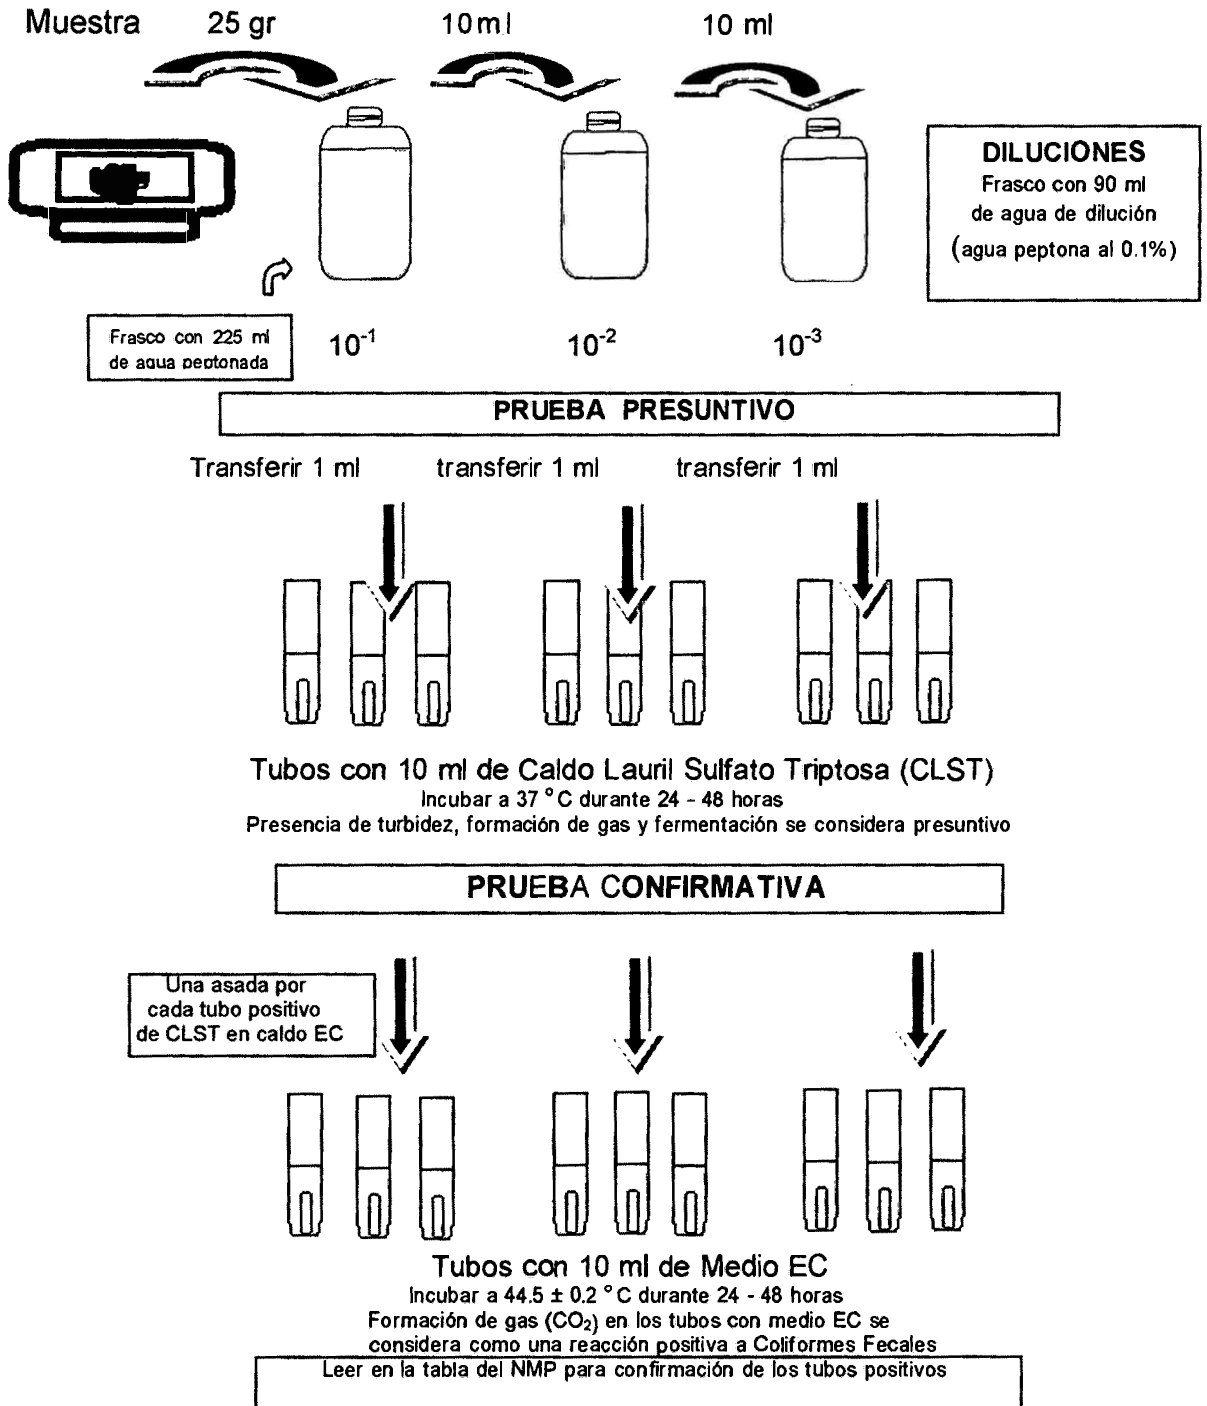 Muestra 25 gr 10 ml 10 ml
DILUCIONES
Frasco con 90 ml
de agua de dilución
(agua peptona al 0.1%)
Frasco con 225 ml
de agua peptonada
10⁻¹ 10⁻² 10⁻³
PRUEBA PRESUNTIVO
Transferir 1 ml transferir 1 ml transferir 1 ml
Tubos con 10 ml de Caldo Lauril Sulfato Triptosa (CLST)
Incubar a 37 °C durante 24 - 48 horas
Presencia de turbidez, formación de gas y fermentación se considera presuntivo
PRUEBA CONFIRMATIVA
Una asada por
cada tubo positivo
de CLST en caldo EC
Tubos con 10 ml de Medio EC
Incubar a 44.5 ± 0.2 °C durante 24 - 48 horas
Formación de gas (CO₂) en los tubos con medio EC se
considera como una reacción positiva a Coliformes Fecales
Leer en la tabla del NMP para confirmación de los tubos positivos